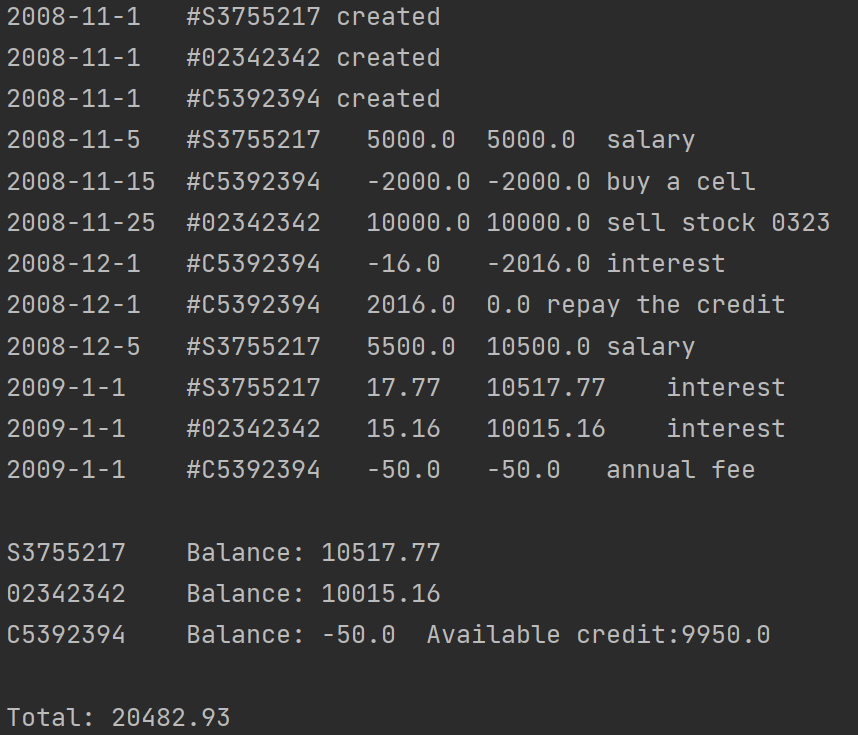 2008-11-1   #S3755217 created
2008-11-1   #02342342 created
2008-11-1   #C5392394 created
2008-11-5   #S3755217   5000.0  5000.0  salary
2008-11-15  #C5392394   -2000.0 -2000.0 buy a cell
2008-11-25  #02342342   10000.0 10000.0 sell stock 0323
2008-12-1   #C5392394   -16.0   -2016.0 interest
2008-12-1   #C5392394   2016.0  0.0 repay the credit
2008-12-5   #S3755217   5500.0  10500.0 salary
2009-1-1    #S3755217   17.77   10517.77    interest
2009-1-1    #02342342   15.16   10015.16    interest
2009-1-1    #C5392394   -50.0   -50.0   annual fee
S3755217    Balance: 10517.77
02342342    Balance: 10015.16
C5392394    Balance: -50.0  Available credit:9950.0
Total: 20482.93